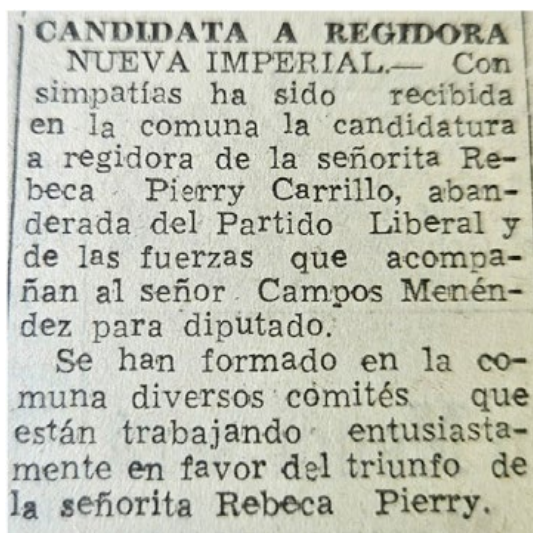 CANDIDATA A REGIDORA
NUEVA IMPERIAL.— Con
simpatías ha sido recibida
en la comuna la candidatura
a regidora de la señorita Re-
beca Pierry Carrillo, aban-
derada del Partido Liberal y
de las fuerzas que acompa-
ñan al señor Campos Menén-
dez para diputado.
Se han formado en la co-
muna diversos comités que
están trabajando entusiasta-
mente en favor del triunfo de
la señorita Rebeca Pierry.